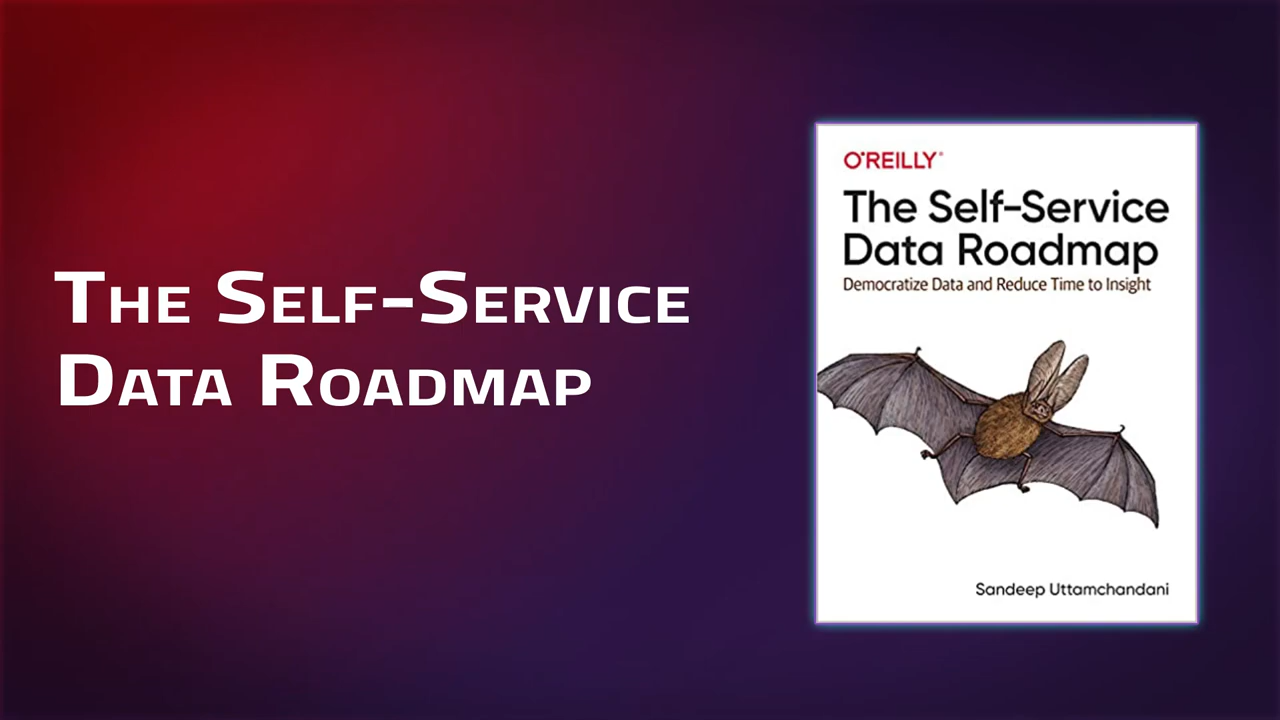 The Self-Service
Data Roadmap
O'REILLY®
The Self-Service
Data Roadmap
Democratize Data and Reduce Time to Insight
Sandeep Uttamchandani